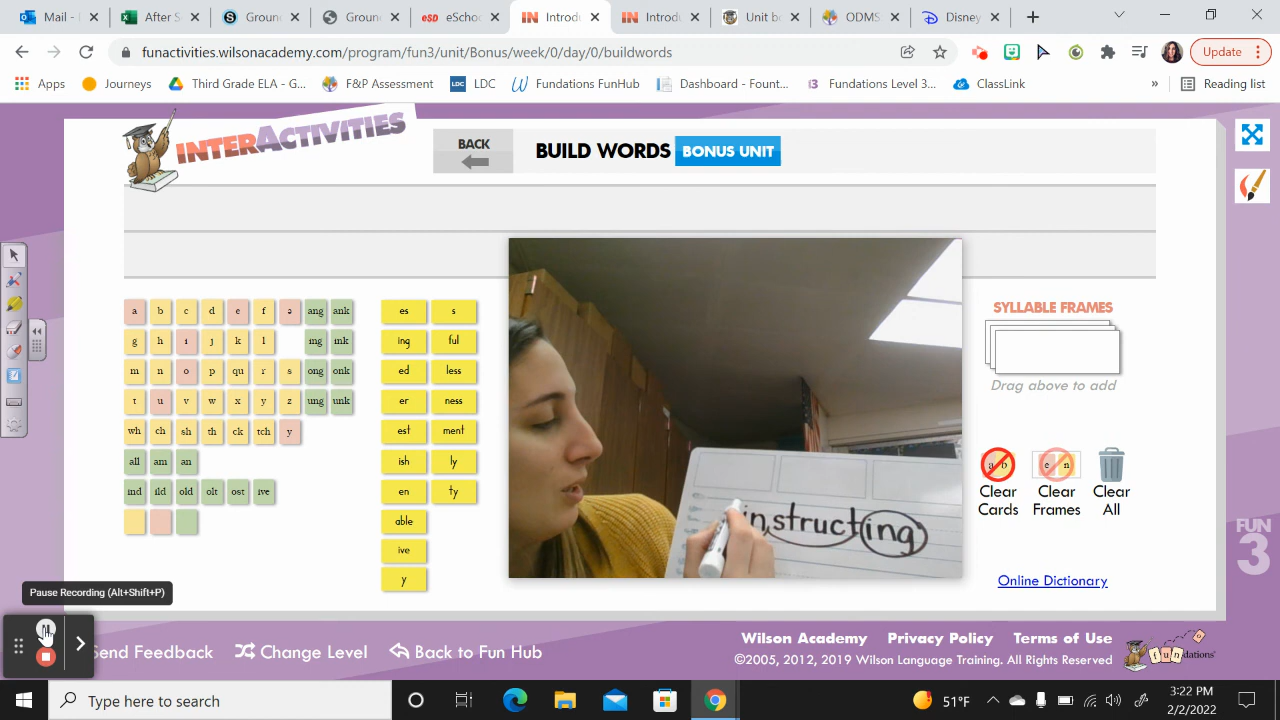 Mail -
After S
Groun
Groun
esd eSchoo
IN Introdu
IN Introdu
Unit b
ODMS
Disney
funactivities.wilsonacademy.com/program/fun3/unit/Bonus/week/0/day/0/buildwords
Update
Apps Journeys Third Grade ELA - G... F&P Assessment LDC LDC Fundations FunHub Dashboard - Fount... Fundations Level 3... ClassLink » Reading list
INTERACTIVITIES
BACK
BUILD WORDS BONUS UNIT
a b c d e f ə ang ank
g h i j k l ing ink
m n o p qu r s ong onk
t u v w x y z ung unk
wh ch sh th ck tch y
all am an
ind ild old olt ost ive
es s
ing ful
ed less
er ness
est ment
ish ly
en ty
able
ive
y
instructing
SYLLABLE FRAMES
Drag above to add
a b
e n
Clear Cards
Clear Frames
Clear All
Online Dictionary
FUN 3
Pause Recording (Alt+Shift+P)
Send Feedback Change Level Back to Fun Hub
Wilson Academy Privacy Policy Terms of Use
©2005, 2012, 2019 Wilson Language Training. All Rights Reserved
fundations
Type here to search
51°F
3:22 PM
2/2/2022